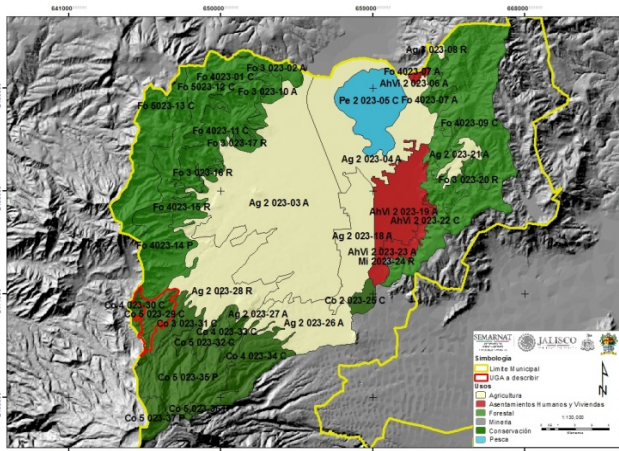 641000
650000
659000
668000
Ag 2 023-08 R
Fo 3 023-02 A
Fo 4023-01 C
Fo 5023-12 C
Fo 3 023-10 A
Fo 5023-13 C
Fo 4023-07 A
AhVi 2 023-06 A
Pe 2 023-05 C
Fo 4023-07 A
Fo 4023-11 C
Fo 3 023-17 R
Fo 4023-09 C
Ag 2 023-04 A
Ag 2 023-21 A
Fo 3 023-16 R
Fo 3 023-20 R
Ag 2 023-03 A
Fo 4023-15 R
AhVi 2 023-19 A
AhVi 2 023-22 C
Ag 2 023-18 A
Fo 4023-14 P
AhVi 2 023-23 A
Mi 2023-24 R
Ag 2 023-28 R
Co 2 023-25 C
Co 4 023-30 C
Co 5 023-29 C
Co 3 023-31 C
Ag 2 023-27 A
Ag 2 023-26 A
Co 4 023-33 C
Co 5 023-32 C
Co 4 023-34 C
Co 5 023-35 P
SEMARNAT
JALISCO
Simbología
Limite Municipal
UGA a describir
Usos
Agricultura
Asentamientos Humanos y Viviendas
Forestal
Minería
Conservación
Pesca
N